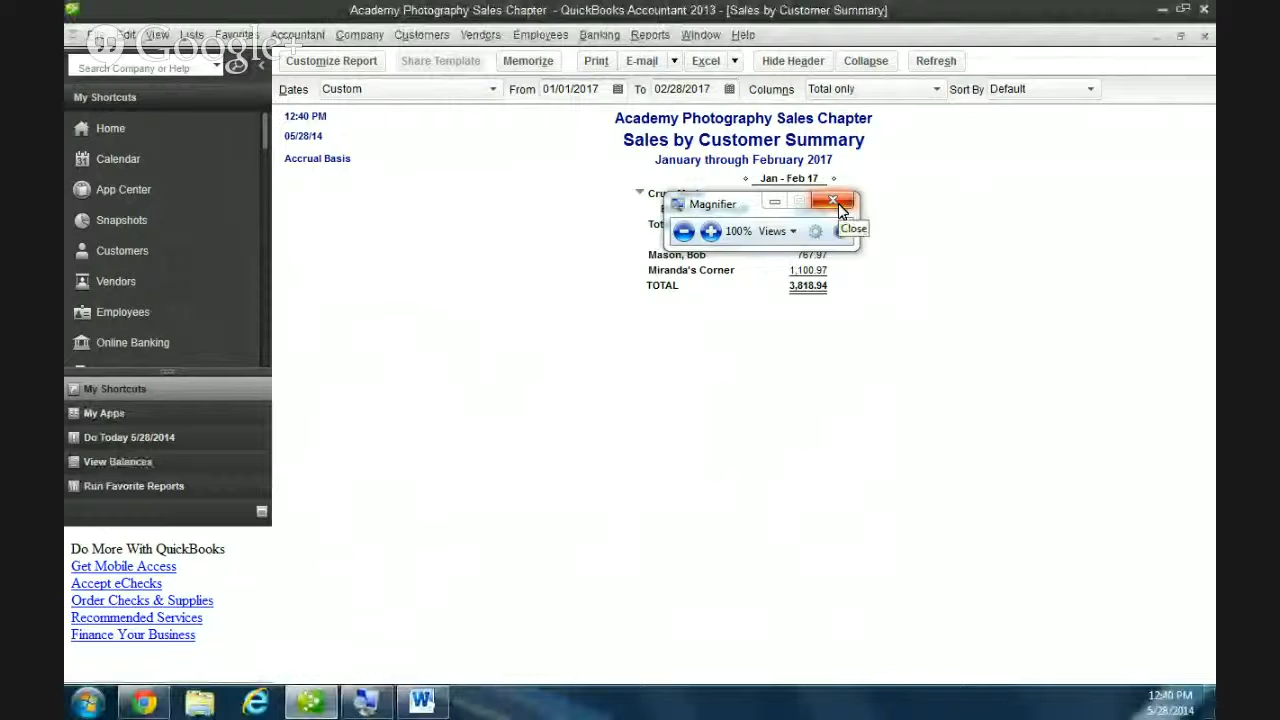 Academy Photography Sales Chapter - QuickBooks Accountant 2013 - [Sales by Customer Summary]
Edit View Lists Favorites Accountant Company Customers Vendors Employees Banking Reports Window Help
Google+
Search Company or Help
Customize Report Share Template Memorize Print E-mail Excel Hide Header Collapse Refresh
My Shortcuts
Dates Custom From 01/01/2017 To 02/28/2017 Columns Total only Sort By Default
Home
Calendar
App Center
Snapshots
Customers
Vendors
Employees
Online Banking
My Shortcuts
My Apps
Do Today 5/28/2014
View Balances
Run Favorite Reports
Do More With QuickBooks
Get Mobile Access
Accept eChecks
Order Checks & Supplies
Recommended Services
Finance Your Business
12:40 PM
05/28/14
Accrual Basis
Academy Photography Sales Chapter
Sales by Customer Summary
January through February 2017
Jan - Feb 17
Magnifier
100% Views
Close
Mason, Bob 767.97
Miranda's Corner 1,100.97
TOTAL 3,818.94
12:40 PM
5/28/2014